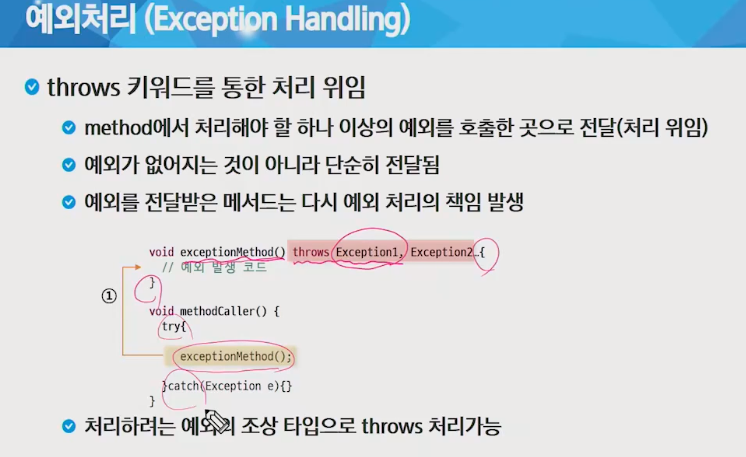 예외처리 (Exception Handling)
throws 키워드를 통한 처리 위임
method에서 처리해야 할 하나 이상의 예외를 호출한 곳으로 전달(처리 위임)
예외가 없어지는 것이 아니라 단순히 전달됨
예외를 전달받은 메서드는 다시 예외 처리의 책임 발생
void exceptionMethod() throws Exception1, Exception2…{
// 예외 발생 코드
}
①
void methodCaller() {
try{
exceptionMethod();
}catch(Exception e){}
}
처리하려는 예외의 조상 타입으로 throws 처리가능